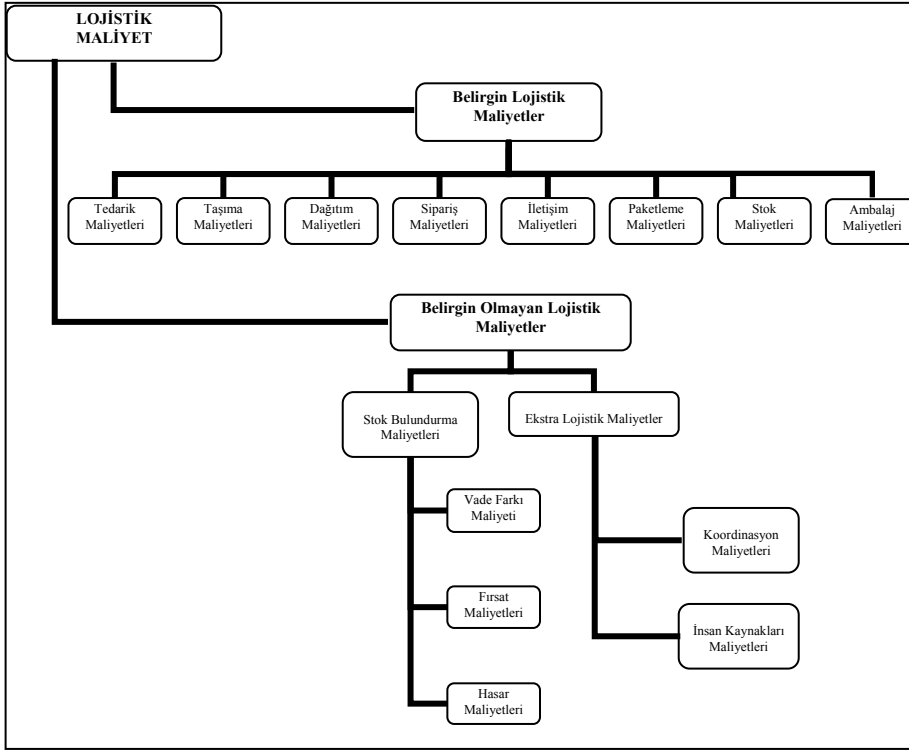 LOJİSTİK
MALİYET
Belirgin Lojistik
Maliyetler
Tedarik
Maliyetleri
Taşıma
Maliyetleri
Dağıtım
Maliyetleri
Sipariş
Maliyetleri
İletişim
Maliyetleri
Paketleme
Maliyetleri
Stok
Maliyetleri
Ambalaj
Maliyetleri
Belirgin Olmayan Lojistik
Maliyetler
Stok Bulundurma
Maliyetleri
Ekstra Lojistik Maliyetler
Vade Farkı
Maliyeti
Fırsat
Maliyetleri
Hasar
Maliyetleri
Koordinasyon
Maliyetleri
İnsan Kaynakları
Maliyetleri